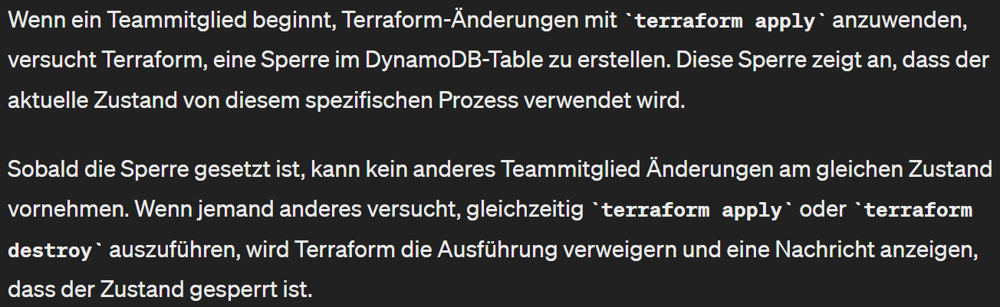 Wenn ein Teammitglied beginnt, Terraform-Änderungen mit `terraform apply` anzuwenden,
versucht Terraform, eine Sperre im DynamoDB-Table zu erstellen. Diese Sperre zeigt an, dass der
aktuelle Zustand von diesem spezifischen Prozess verwendet wird.
Sobald die Sperre gesetzt ist, kann kein anderes Teammitglied Änderungen am gleichen Zustand
vornehmen. Wenn jemand anderes versucht, gleichzeitig `terraform apply` oder `terraform
destroy` auszuführen, wird Terraform die Ausführung verweigern und eine Nachricht anzeigen,
dass der Zustand gesperrt ist.